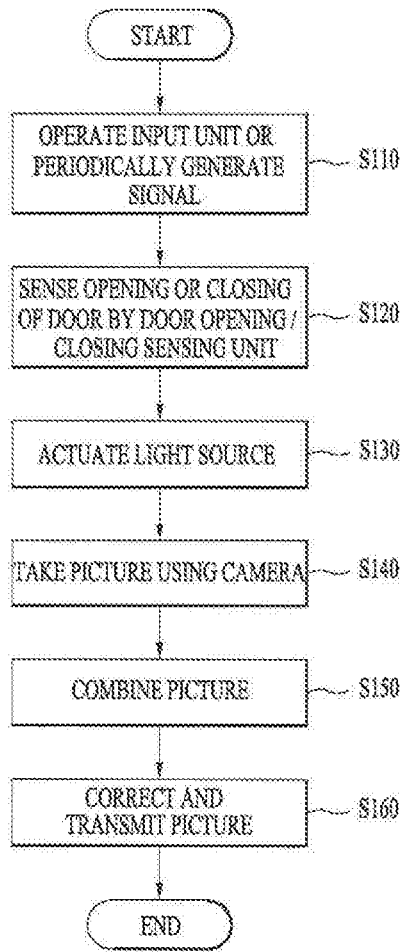 START
OPERATE INPUT UNIT OR
PERIODICALLY GENERATE
SIGNAL
S110
SENSE OPENING OR CLOSING
OF DOOR BY DOOR OPENING /
CLOSING SENSING UNIT
S120
ACTUATE LIGHT SOURCE
S130
TAKE PICTURE USING CAMERA
S140
COMBINE PICTURE
S150
CORRECT AND
TRANSMIT PICTURE
S160
END